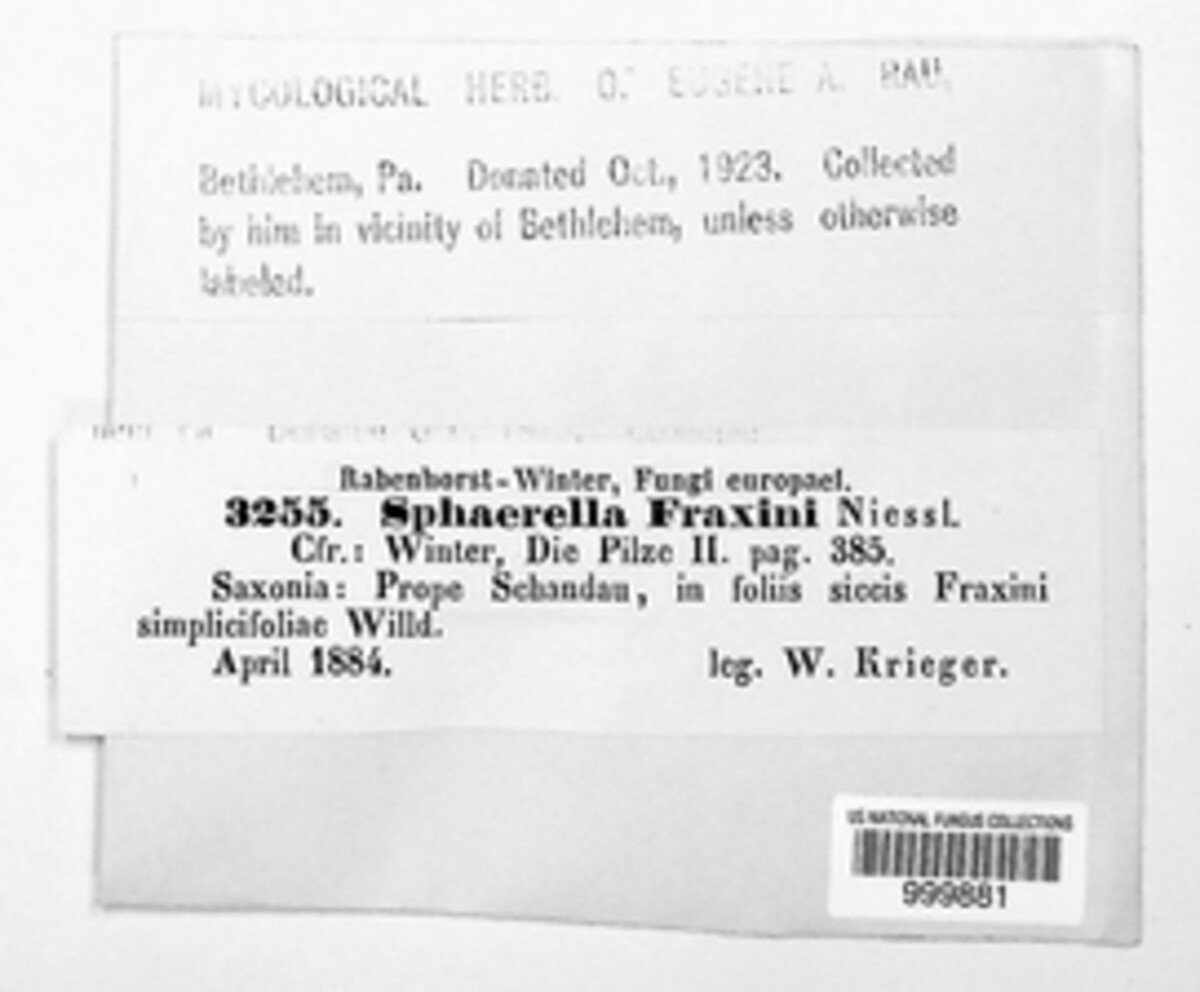 MYCOLOGICAL HERB. OF EUGENE A. RAU,
Bethlehem, Pa. Donated Oct., 1923. Collected
by him in vicinity of Bethlehem, unless otherwise
labeled.
Rabenhorst-Winter, Fungi europaei.
3255. Sphaerella Fraxini Niessl.
Cfr.: Winter, Die Pilze II. pag. 385.
Saxonia: Prope Schandau, in foliis siccis Fraxini
simplicifoliae Willd.
April 1884. leg. W. Krieger.
US NATIONAL FUNGUS COLLECTIONS
999881